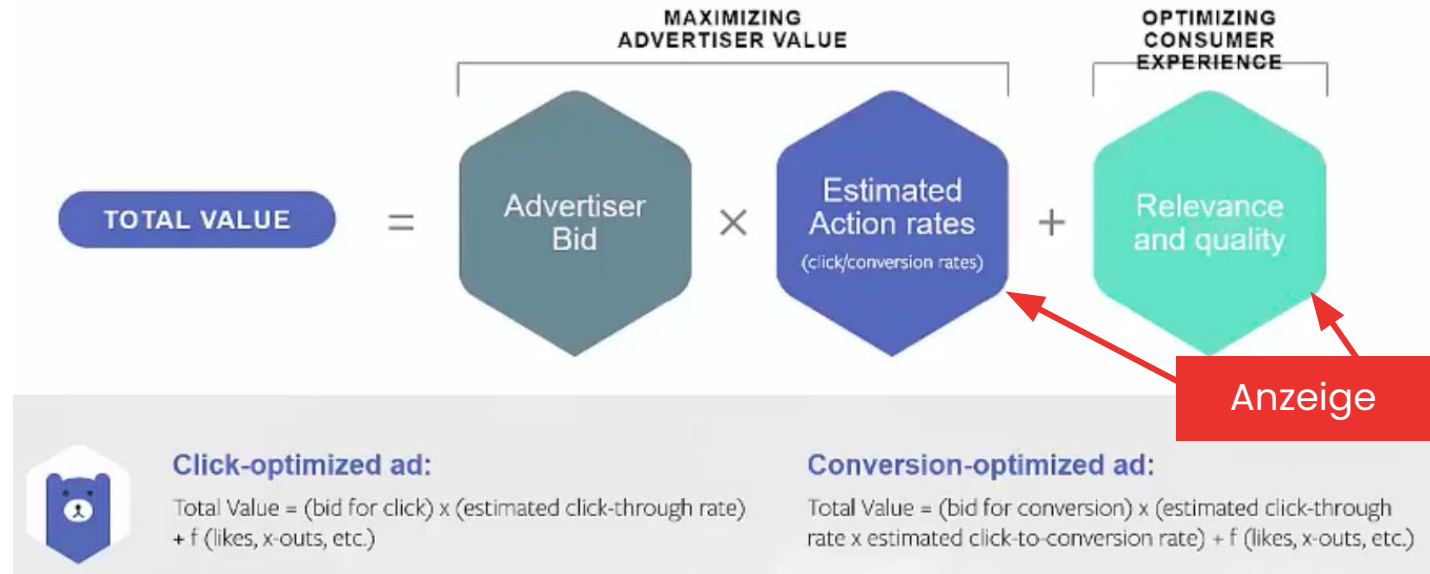 MAXIMIZING
ADVERTISER VALUE
OPTIMIZING
CONSUMER
EXPERIENCE
TOTAL VALUE
=
Advertiser
Bid
×
Estimated
Action rates
(click/conversion rates)
+
Relevance
and quality
Anzeige
Click-optimized ad:
Total Value = (bid for click) x (estimated click-through rate)
+ f (likes, x-outs, etc.)
Conversion-optimized ad:
Total Value = (bid for conversion) x (estimated click-through
rate x estimated click-to-conversion rate) + f (likes, x-outs, etc.)